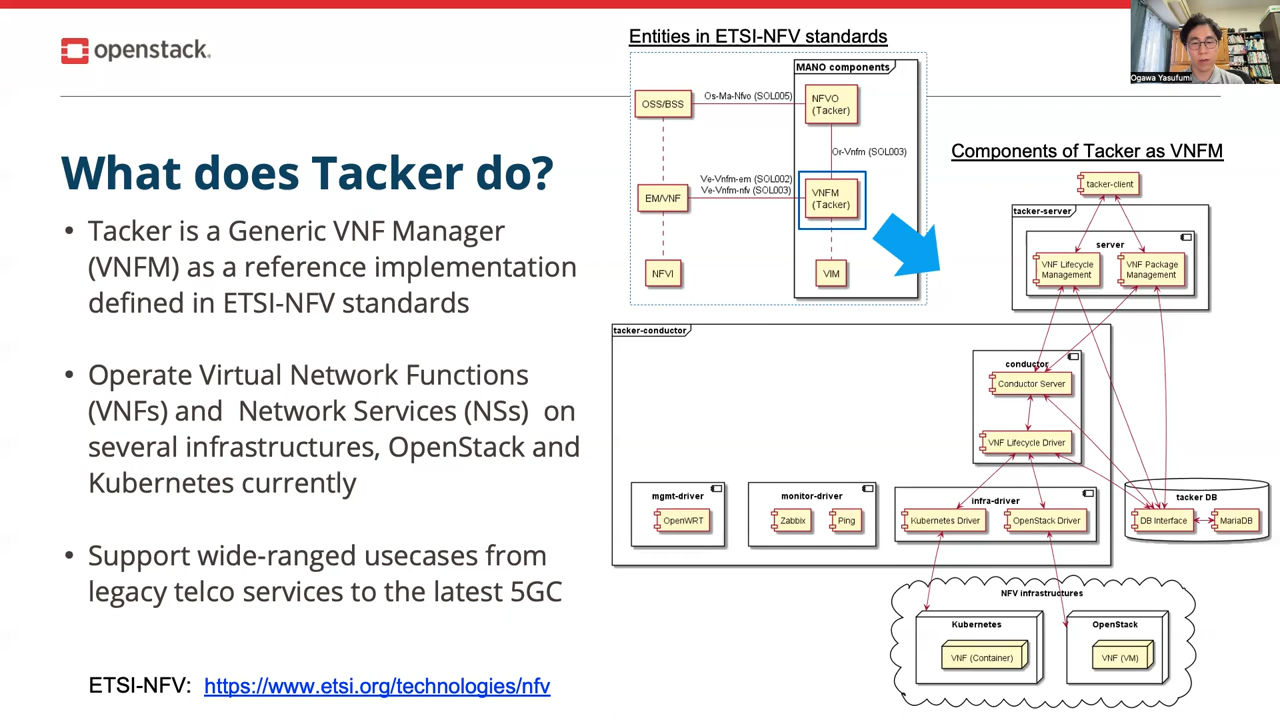 openstack.
What does Tacker do?
• Tacker is a Generic VNF Manager
(VNFM) as a reference implementation
defined in ETSI-NFV standards
• Operate Virtual Network Functions
(VNFs) and Network Services (NSs) on
several infrastructures, OpenStack and
Kubernetes currently
• Support wide-ranged usecases from
legacy telco services to the latest 5GC
ETSI-NFV: https://www.etsi.org/technologies/nfv
Entities in ETSI-NFV standards
MANO components
OSS/BSS
Os-Ma-Nfvo (SOL005)
NFVO
(Tacker)
Or-Vnfm (SOL003)
EM/VNF
Ve-Vnfm-em (SOL002)
Ve-Vnfm-nfv (SOL003)
VNFM
(Tacker)
NFVI
VIM
Ogawa Yasufumi
Components of Tacker as VNFM
tacker-client
tacker-server
server
VNF Lifecycle
Management
VNF Package
Management
tacker-conductor
conductor
Conductor Server
VNF Lifecycle Driver
mgmt-driver
OpenWRT
monitor-driver
Zabbix
Ping
infra-driver
Kubernetes Driver
OpenStack Driver
tacker DB
DB Interface
MariaDB
NFV infrastructures
Kubernetes
VNF (Container)
OpenStack
VNF (VM)